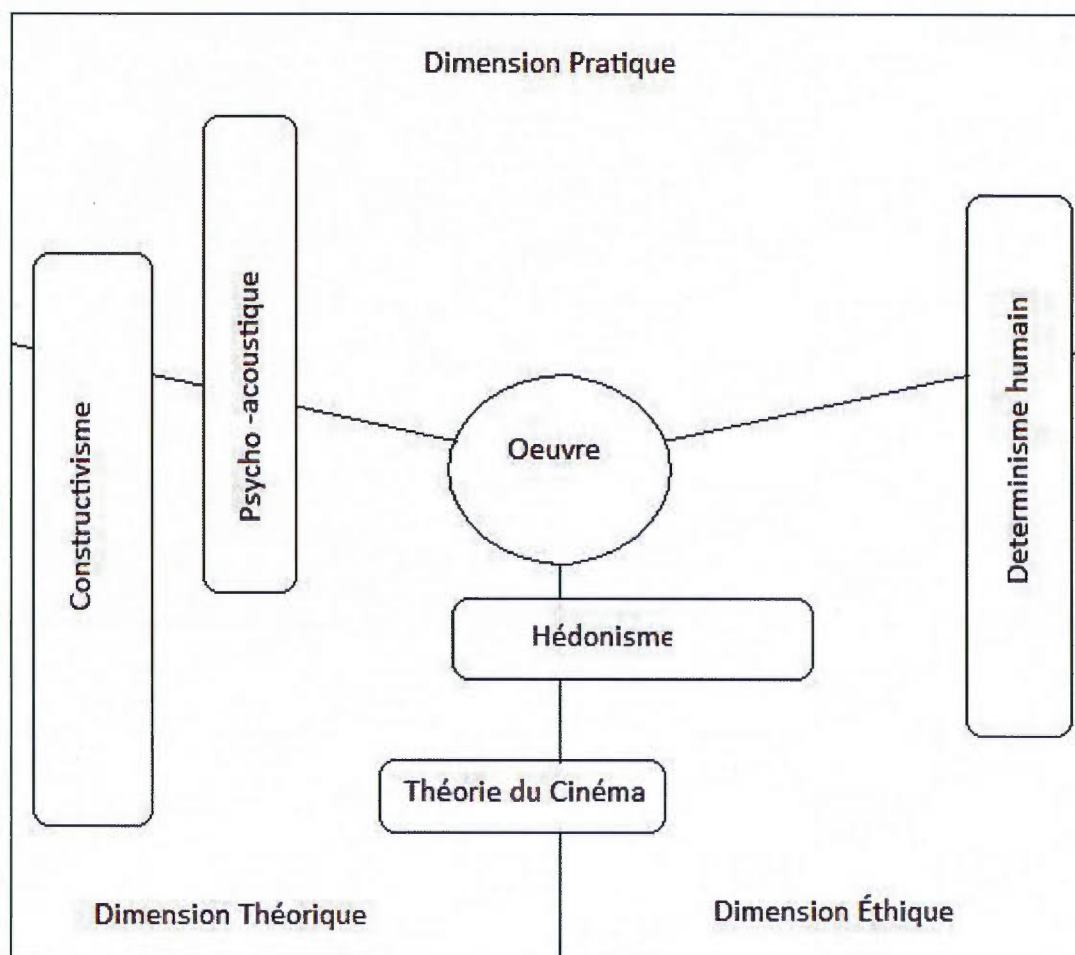 Dimension Pratique
Constructivisme
Psycho -acoustique
Oeuvre
Determinisme humain
Hédonisme
Théorie du Cinéma
Dimension Théorique
Dimension Éthique